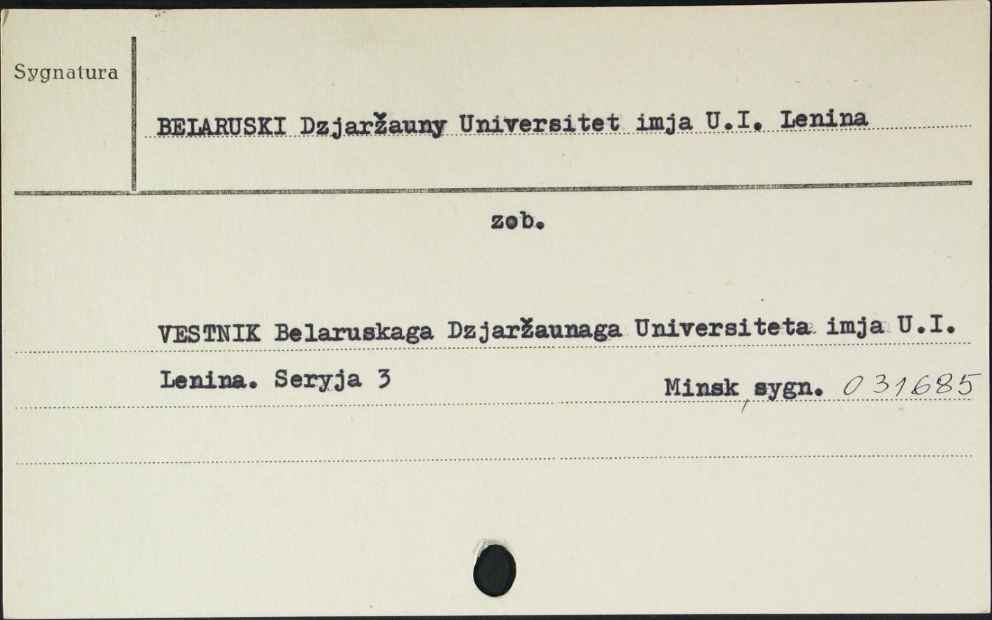 Sygnatura
BELARUSKI Dzjaržauny Universitet imja U.I. Lenina
zob.
VESTNIK Belaruskaga Dzjaržaunaga Universiteta imja U.I.
Lenina. Seryja 3
Minsk, sygn. 031685